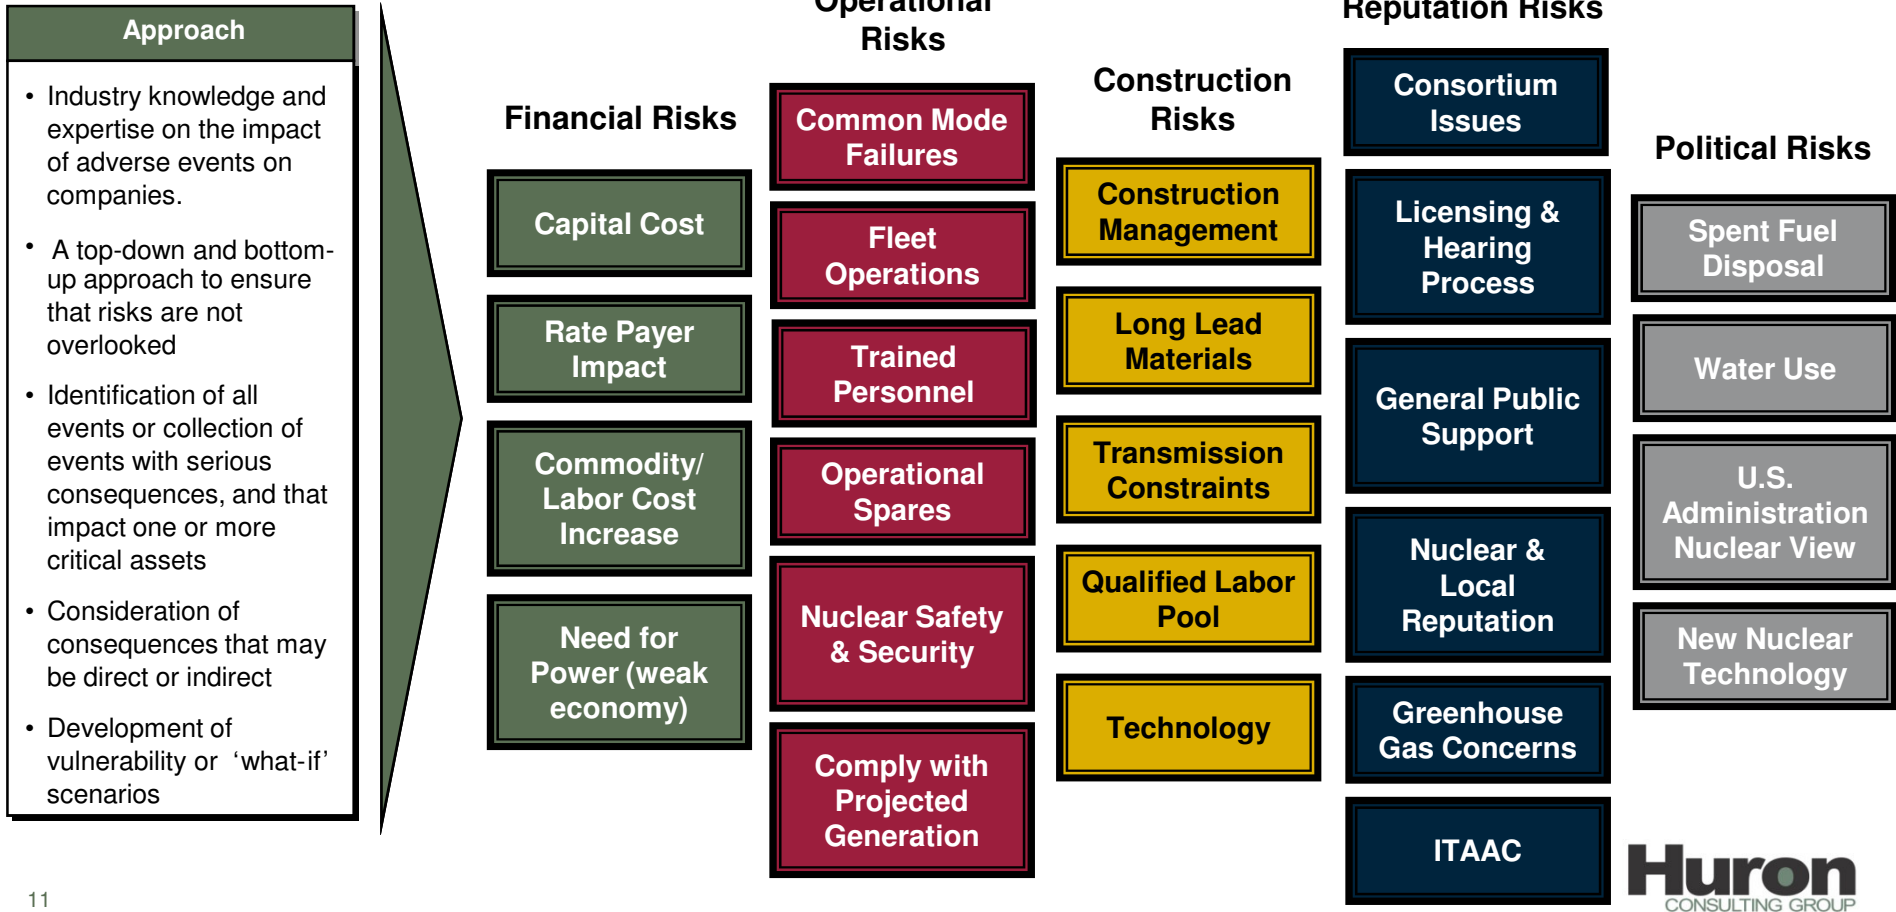 Approach
• Industry knowledge and
expertise on the impact
of adverse events on
companies.
• A top-down and bottom-
up approach to ensure
that risks are not
overlooked
• Identification of all
events or collection of
events with serious
consequences, and that
impact one or more
critical assets
• Consideration of
consequences that may
be direct or indirect
• Development of
vulnerability or ‘what-if’
scenarios
Financial Risks
Capital Cost
Rate Payer
Impact
Commodity/
Labor Cost
Increase
Need for
Power (weak
economy)
Operational
Risks
Common Mode
Failures
Fleet
Operations
Trained
Personnel
Operational
Spares
Nuclear Safety
& Security
Comply with
Projected
Generation
Construction
Risks
Construction
Management
Long Lead
Materials
Transmission
Constraints
Qualified Labor
Pool
Technology
Reputation Risks
Consortium
Issues
Licensing &
Hearing
Process
General Public
Support
Nuclear &
Local
Reputation
Greenhouse
Gas Concerns
ITAAC
Political Risks
Spent Fuel
Disposal
Water Use
U.S.
Administration
Nuclear View
New Nuclear
Technology
11
Huron
CONSULTING GROUP